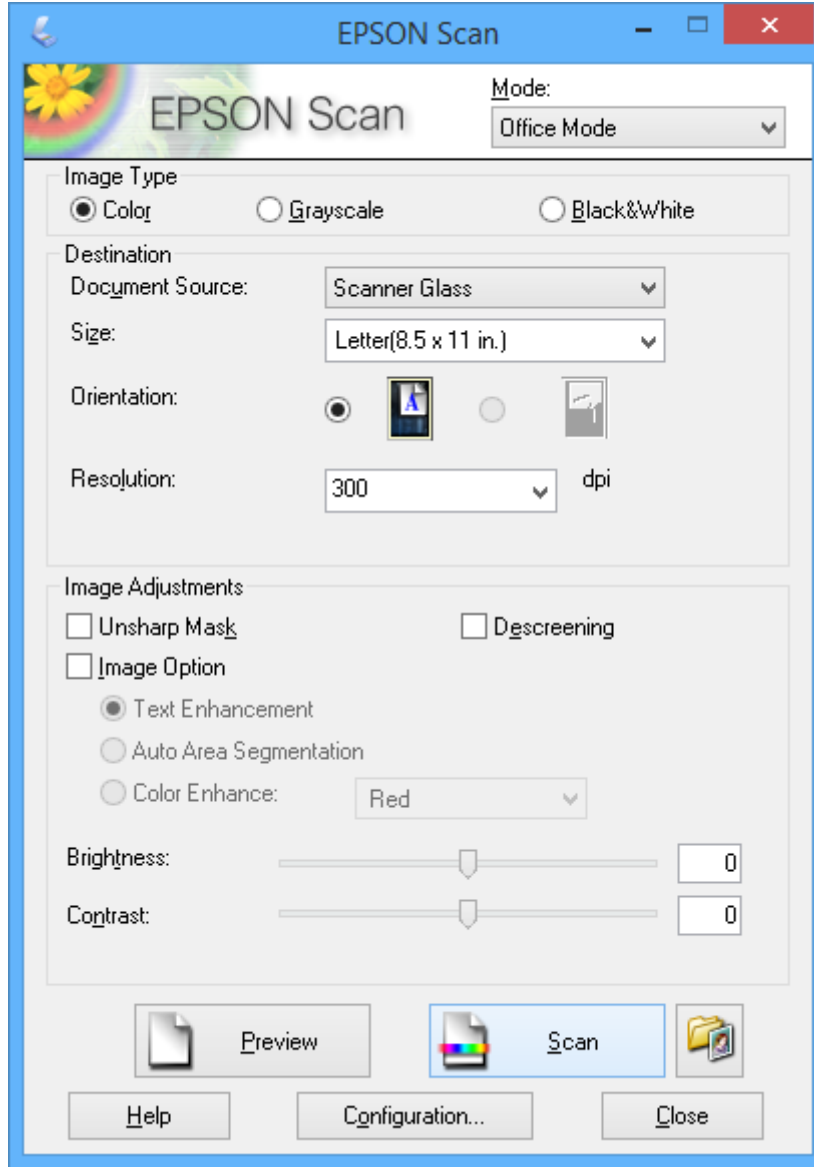 EPSON Scan
EPSON Scan
Mode:
Office Mode
Image Type
Color Grayscale Black&White
Destination
Document Source: Scanner Glass
Size: Letter(8.5 x 11 in.)
Orientation: A
Resolution: 300 dpi
Image Adjustments
Unsharp Mask Descreening
Image Option
Text Enhancement
Auto Area Segmentation
Color Enhance: Red
Brightness: 0
Contrast: 0
Preview Scan
Help Configuration... Close